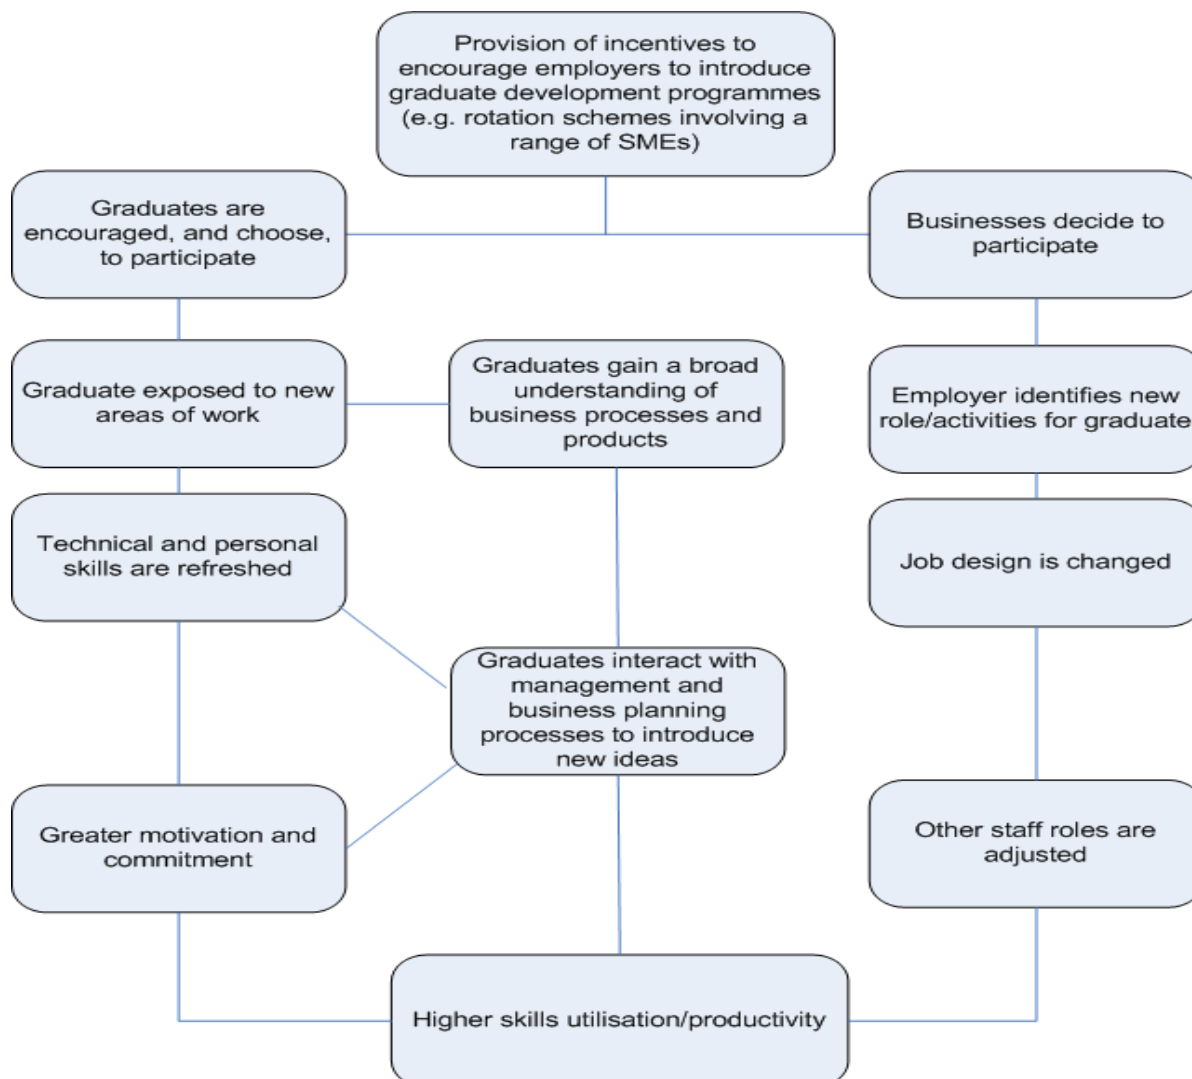 Provision of incentives to
encourage employers to introduce
graduate development programmes
(e.g. rotation schemes involving a
range of SMEs)
Graduates are
encouraged, and choose,
to participate
Businesses decide to
participate
Graduate exposed to new
areas of work
Graduates gain a broad
understanding of
business processes and
products
Employer identifies new
role/activities for graduate
Technical and personal
skills are refreshed
Job design is changed
Graduates interact with
management and
business planning
processes to introduce
new ideas
Greater motivation and
commitment
Other staff roles are
adjusted
Higher skills utilisation/productivity